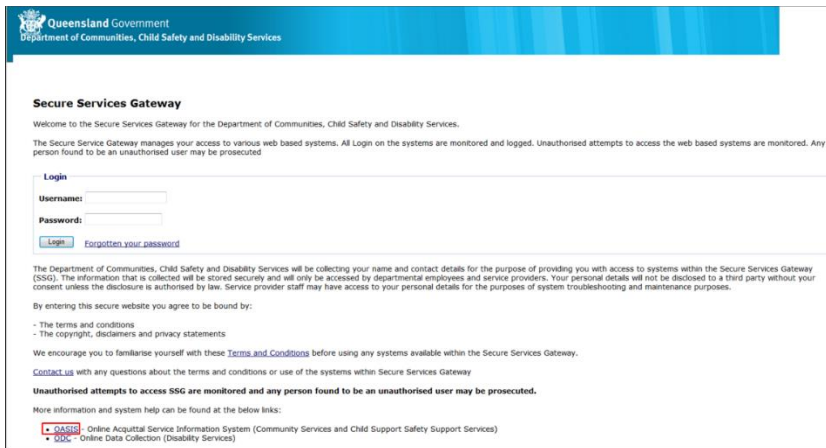 Queensland Government
Department of Communities, Child Safety and Disability Services
Secure Services Gateway
Welcome to the Secure Services Gateway for the Department of Communities, Child Safety and Disability Services.
The Secure Service Gateway manages your access to various web based systems. All Login on the systems are monitored and logged. Unauthorised attempts to access the web based systems are monitored. Any
person found to be an unauthorised user may be prosecuted
Login
Username:
Password:
Login Forgotten your password
The Department of Communities, Child Safety and Disability Services will be collecting your name and contact details for the purpose of providing you with access to systems within the Secure Services Gateway
(SSG). The information that is collected will be stored securely and will only be accessed by departmental employees and service providers. Your personal details will not be disclosed to a third party without your
consent unless the disclosure is authorised by law. Service provider staff may have access to your personal details for the purposes of system troubleshooting and maintenance purposes.
By entering this secure website you agree to be bound by:
- The terms and conditions
- The copyright, disclaimers and privacy statements
We encourage you to familiarise yourself with these Terms and Conditions before using any systems available within the Secure Services Gateway.
Contact us with any questions about the terms and conditions or use of the systems within Secure Services Gateway
Unauthorised attempts to access SSG are monitored and any person found to be an unauthorised user may be prosecuted.
More information and system help can be found at the below links:
• OASIS - Online Acquittal Service Information System (Community Services and Child Support Safety Support Services)
• ODC - Online Data Collection (Disability Services)